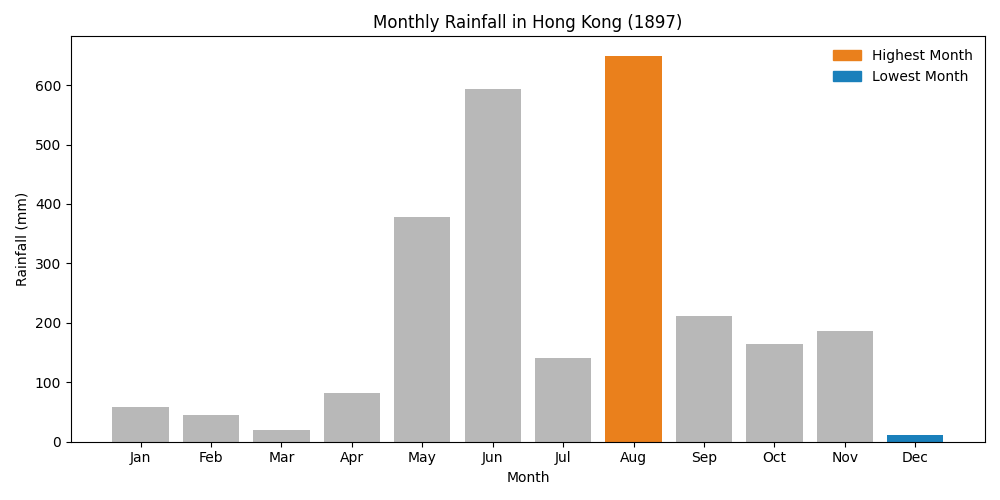 Monthly Rainfall in Hong Kong (1897)
Highest Month
Lowest Month
Rainfall (mm)
600
500
400
300
200
100
0
Jan Feb Mar Apr May Jun Jul Aug Sep Oct Nov Dec
Month